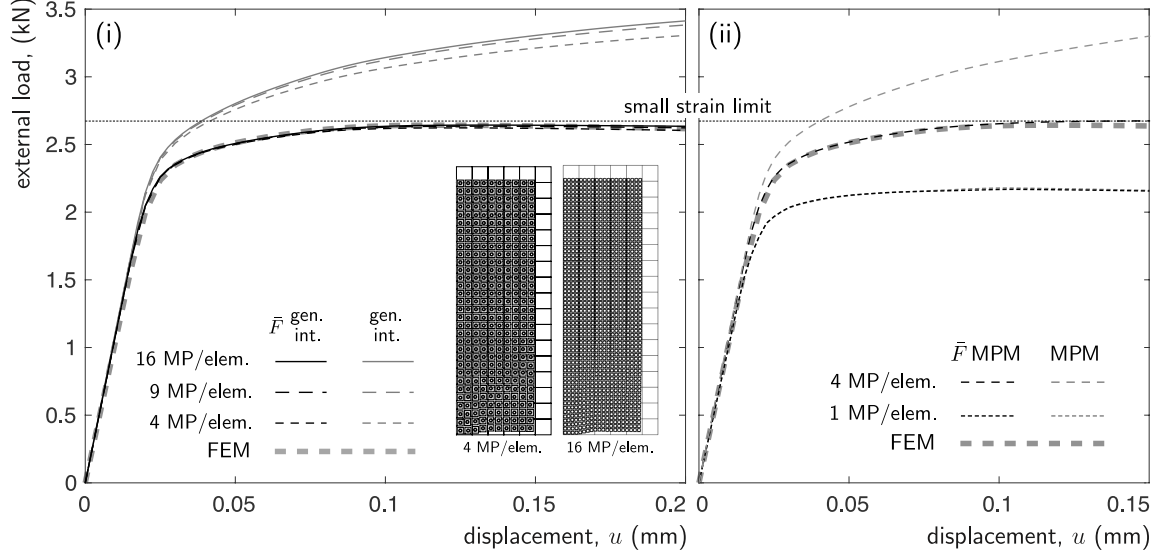 external load, (kN)
3.5
3
2.5
2
1.5
1
0.5
0
(i)
(ii)
small strain limit
F̄ gen. int.
gen. int.
16 MP/elem.
9 MP/elem.
4 MP/elem.
FEM
4 MP/elem.
16 MP/elem.
0
0.05
0.1
0.15
0.2
displacement, u (mm)
F̄ MPM
MPM
4 MP/elem.
1 MP/elem.
FEM
0
0.05
0.1
0.15
displacement, u (mm)